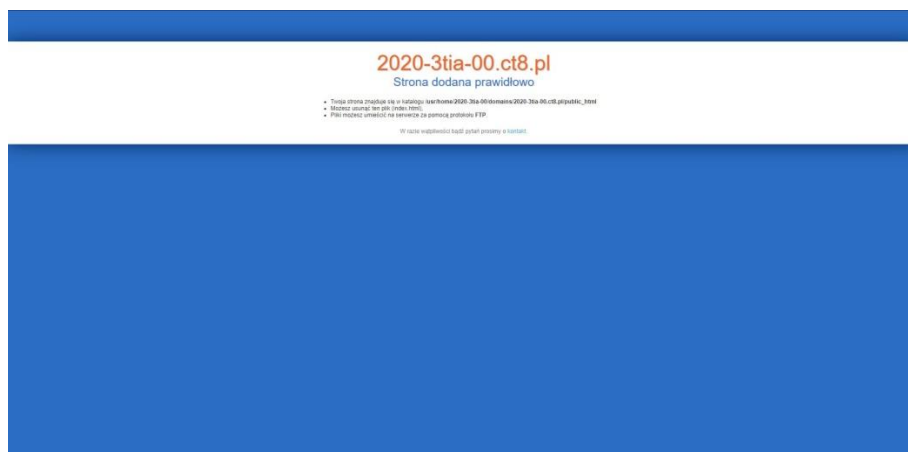 2020-3tia-00.ct8.pl
Strona dodana prawidłowo
Twoja strona znajduje się w katalogu /usr/home/2020-3tia-00/domains/2020-3tia-00.ct8.pl/public_html
Możesz usunąć ten plik (index.html),
Pliki możesz umieścić na serwerze za pomocą protokołu FTP.
W razie wątpliwości bądź pytań prosimy o kontakt.